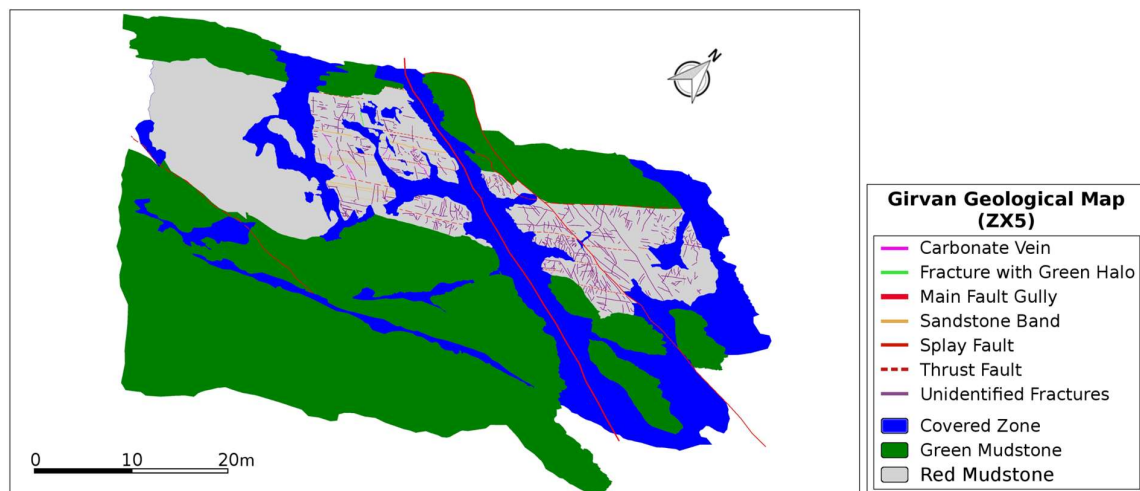 N
0 10 20m
Girvan Geological Map
(ZX5)
Carbonate Vein
Fracture with Green Halo
Main Fault Gully
Sandstone Band
Splay Fault
Thrust Fault
Unidentified Fractures
Covered Zone
Green Mudstone
Red Mudstone